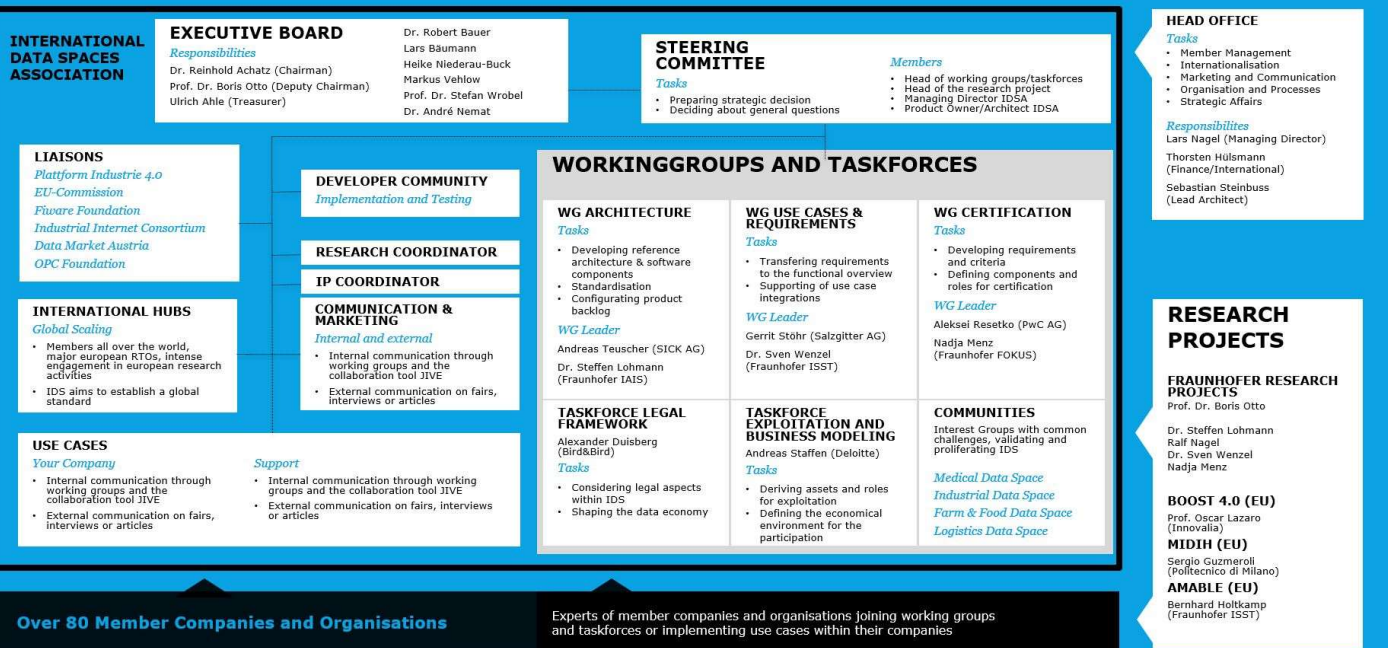 INTERNATIONAL
DATA SPACES
ASSOCIATION
EXECUTIVE BOARD
Responsibilities
Dr. Reinhold Achatz (Chairman)
Prof. Dr. Boris Otto (Deputy Chairman)
Ulrich Ahle (Treasurer)
Dr. Robert Bauer
Lars Bäumann
Heike Niederau-Buck
Markus Vehlow
Prof. Dr. Stefan Wrobel
Dr. André Nemat
STEERING
COMMITTEE
Tasks
• Preparing strategic decision
• Deciding about general questions
Members
• Head of working groups/taskforces
• Head of the research project
• Managing Director IDSA
• Product Owner/Architect IDSA
HEAD OFFICE
Tasks
• Member Management
• Internationalisation
• Marketing and Communication
• Organisation and Processes
• Strategic Affairs
Responsibilites
Lars Nagel (Managing Director)
Thorsten Hülsmann
(Finance/International)
Sebastian Steinbuss
(Lead Architect)
LIAISONS
Plattform Industrie 4.0
EU-Commission
Fiware Foundation
Industrial Internet Consortium
Data Market Austria
OPC Foundation
DEVELOPER COMMUNITY
Implementation and Testing
RESEARCH COORDINATOR
IP COORDINATOR
INTERNATIONAL HUBS
Global Scaling
• Members all over the world,
major european RTOs, intense
engagement in european research
activities
• IDS aims to establish a global
standard
COMMUNICATION &
MARKETING
Internal and external
• Internal communication through
working groups and the
collaboration tool JIVE
• External communication on fairs,
interviews or articles
USE CASES
Your Company
• Internal communication through
working groups and the
collaboration tool JIVE
• External communication on fairs,
interviews or articles
Support
• Internal communication through working
groups and the collaboration tool JIVE
• External communication on fairs, interviews
or articles
WORKINGGROUPS AND TASKFORCES
WG ARCHITECTURE
Tasks
• Developing reference
architecture & software
components
• Standardisation
• Configurating product
backlog
WG Leader
Andreas Teuscher (SICK AG)
Dr. Steffen Lohmann
(Fraunhofer IAIS)
WG USE CASES &
REQUIREMENTS
Tasks
• Transfering requirements
to the functional overview
• Supporting of use case
integrations
WG Leader
Gerrit Stöhr (Salzgitter AG)
Dr. Sven Wenzel
(Fraunhofer ISST)
WG CERTIFICATION
Tasks
• Developing requirements
and criteria
• Defining components and
roles for certification
WG Leader
Aleksei Resetko (PwC AG)
Nadja Menz
(Fraunhofer FOKUS)
TASKFORCE LEGAL
FRAMEWORK
Alexander Duisberg
(Bird&Bird)
Tasks
• Considering legal aspects
within IDS
• Shaping the data economy
TASKFORCE
EXPLOITATION AND
BUSINESS MODELING
Andreas Staffen (Deloitte)
Tasks
• Deriving assets and roles
for exploitation
• Defining the economical
environment for the
participation
COMMUNITIES
Interest Groups with common
challenges, validating and
proliferating IDS
Medical Data Space
Industrial Data Space
Farm & Food Data Space
Logistics Data Space
RESEARCH
PROJECTS
FRAUNHOFER RESEARCH
PROJECTS
Prof. Dr. Boris Otto
Dr. Steffen Lohmann
Ralf Nagel
Dr. Sven Wenzel
Nadja Menz
BOOST 4.0 (EU)
Prof. Oscar Lazaro
(Innovalia)
MIDIH (EU)
Sergio Guzmeroli
(Politecnico di Milano)
AMABLE (EU)
Bernhard Holtkamp
(Fraunhofer ISST)
Over 80 Member Companies and Organisations
Experts of member companies and organisations joining working groups
and taskforces or implementing use cases within their companies